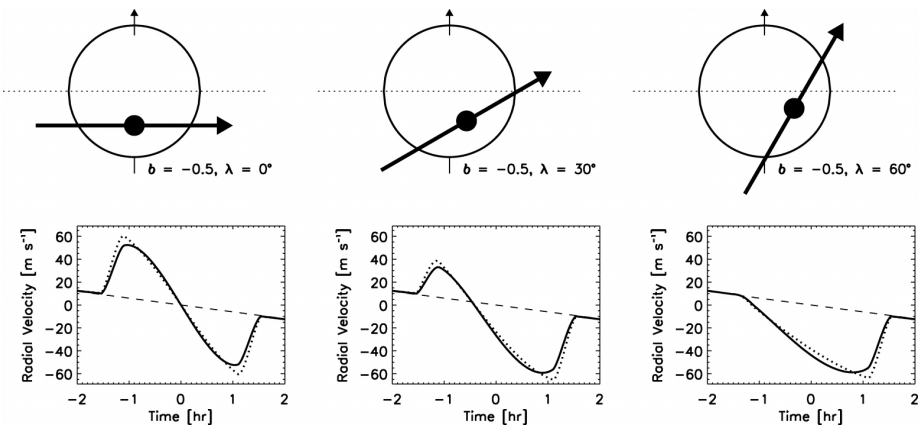 b = −0.5, λ = 0°
b = −0.5, λ = 30°
b = −0.5, λ = 60°
Radial Velocity [m s⁻¹]
60
40
20
0
−20
−40
−60
−2 −1 0 1 2
Time [hr]
Radial Velocity [m s⁻¹]
60
40
20
0
−20
−40
−60
−2 −1 0 1 2
Time [hr]
Radial Velocity [m s⁻¹]
60
40
20
0
−20
−40
−60
−2 −1 0 1 2
Time [hr]